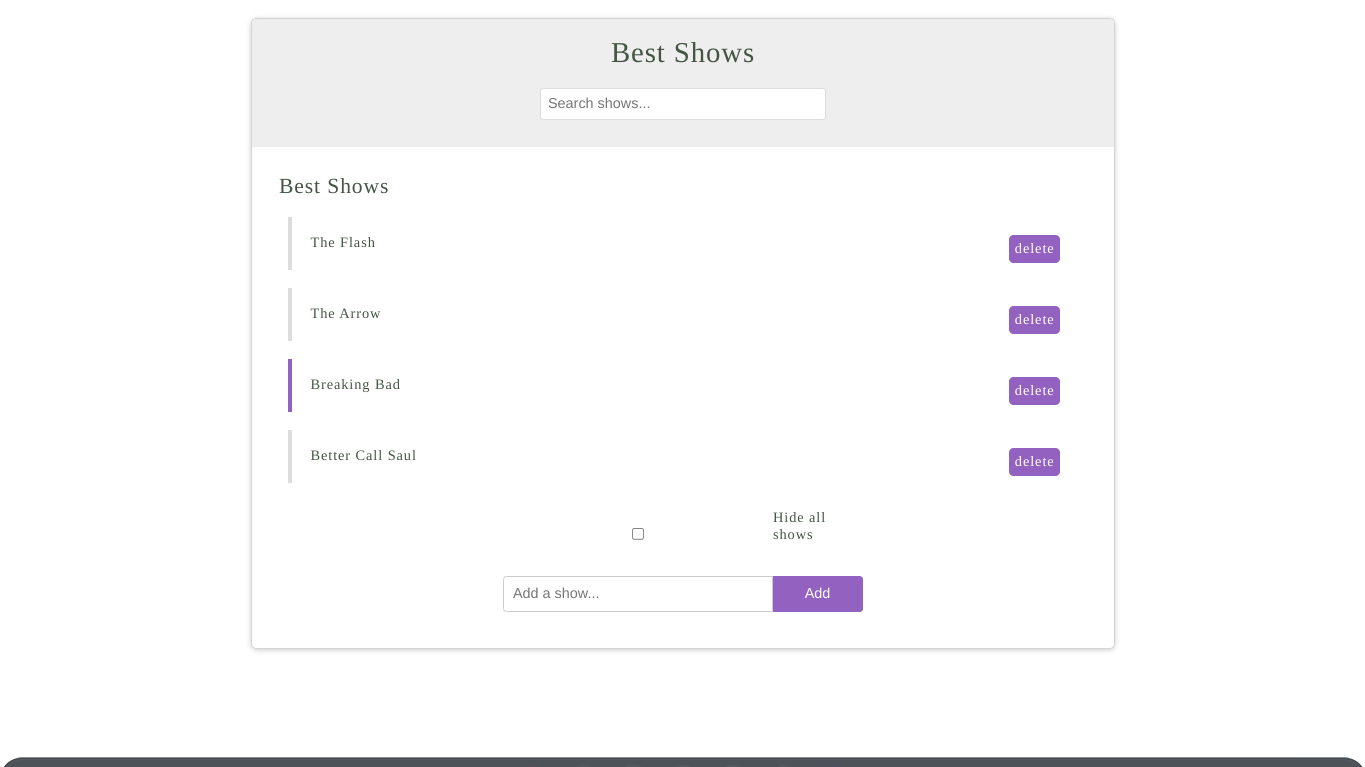 Best Shows
Search shows...
Best Shows
The Flash
delete
The Arrow
delete
Breaking Bad
delete
Better Call Saul
delete
Hide all
shows
Add a show...
Add